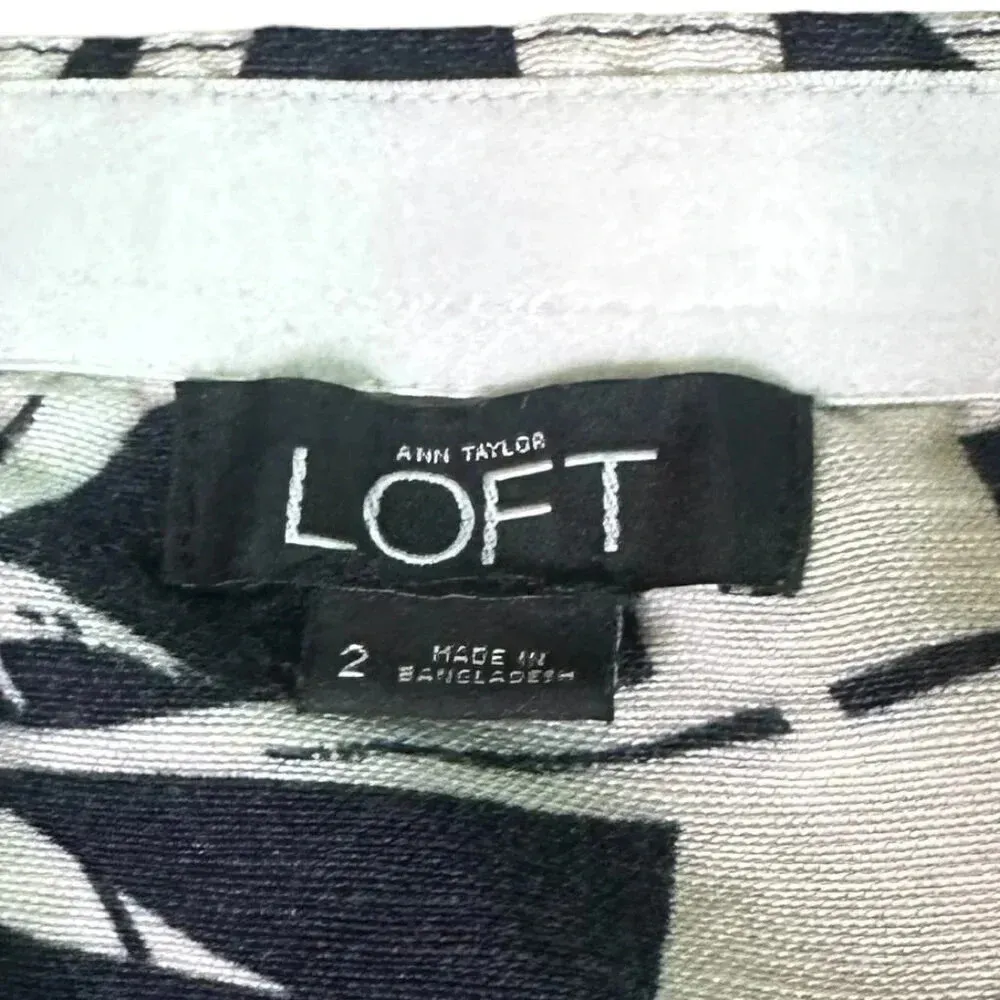 ANN TAYLOR
LOFT
2
MADE IN
BANGLADESH